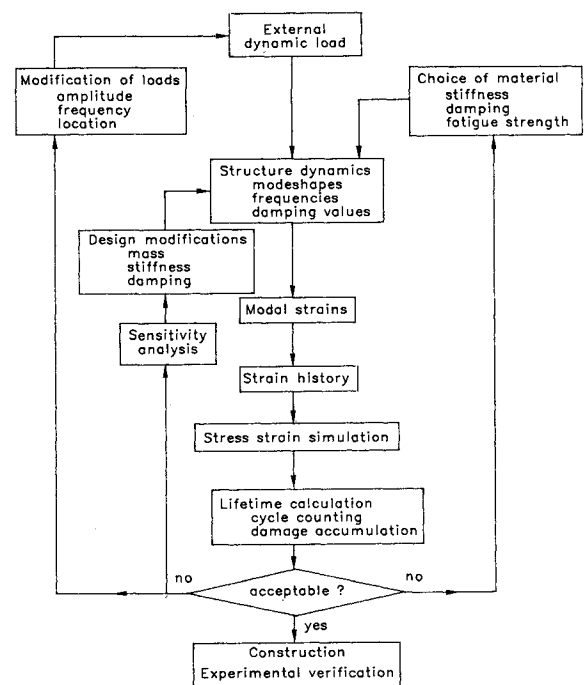 External
dynamic load
Modification of loads
amplitude
frequency
location
Choice of material
stiffness
damping
fatigue strength
Structure dynamics
modeshapes
frequencies
damping values
Design modifications
mass
stiffness
damping
Modal strains
Sensitivity
analysis
Strain history
Stress strain simulation
Lifetime calculation
cycle counting
damage accumulation
no
acceptable ?
no
yes
Construction
Experimental verification